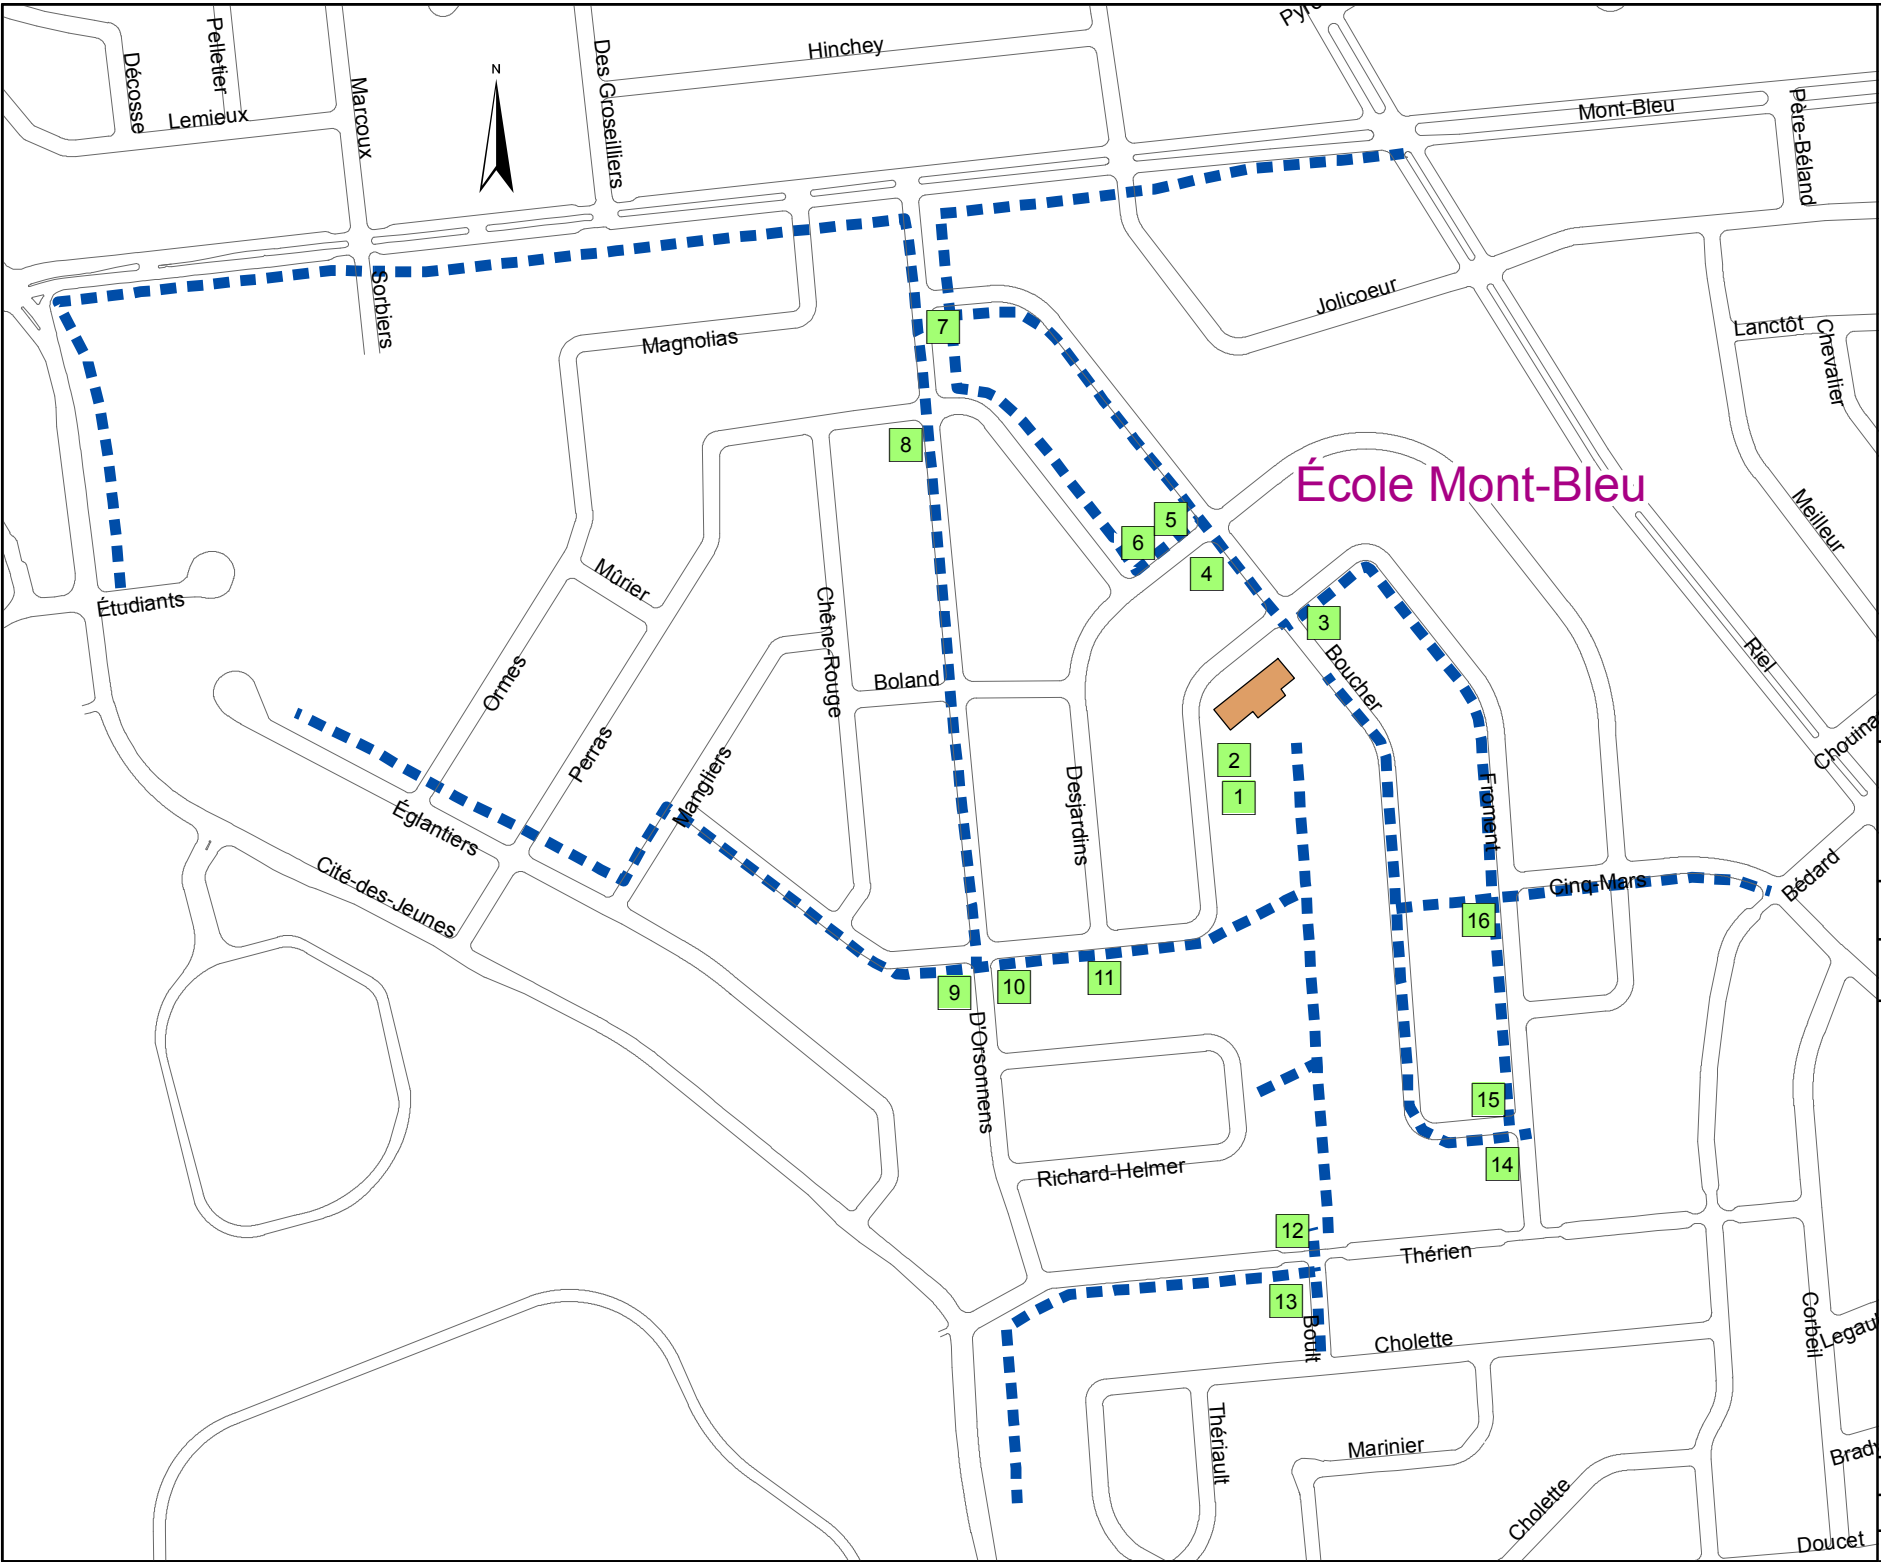 Pelletier
Décosse
Lemieux
Marcoux
N
Des Groseilliers
Hinchey
Mont-Bleu
Père-Béland
Sorbiers
Magnolias
Jolicoeur
Lanctôt
Chevalier
7
8
École Mont-Bleu
Meilleur
5
6
4
3
Étudiants
Mûrier
Chêne-Rouge
Boland
Ormes
Perras
Mangliers
Boucher
Riel
2
1
Desjardins
Froment
Églantiers
Cité-des-Jeunes
Cinq-Mars
Bédard
16
9
10
11
D'Orsonnens
15
14
Richard-Helmer
12
Thérien
13
Boult
Cholette
Corbeil
Thériault
Marinier
Cholette
Doucet